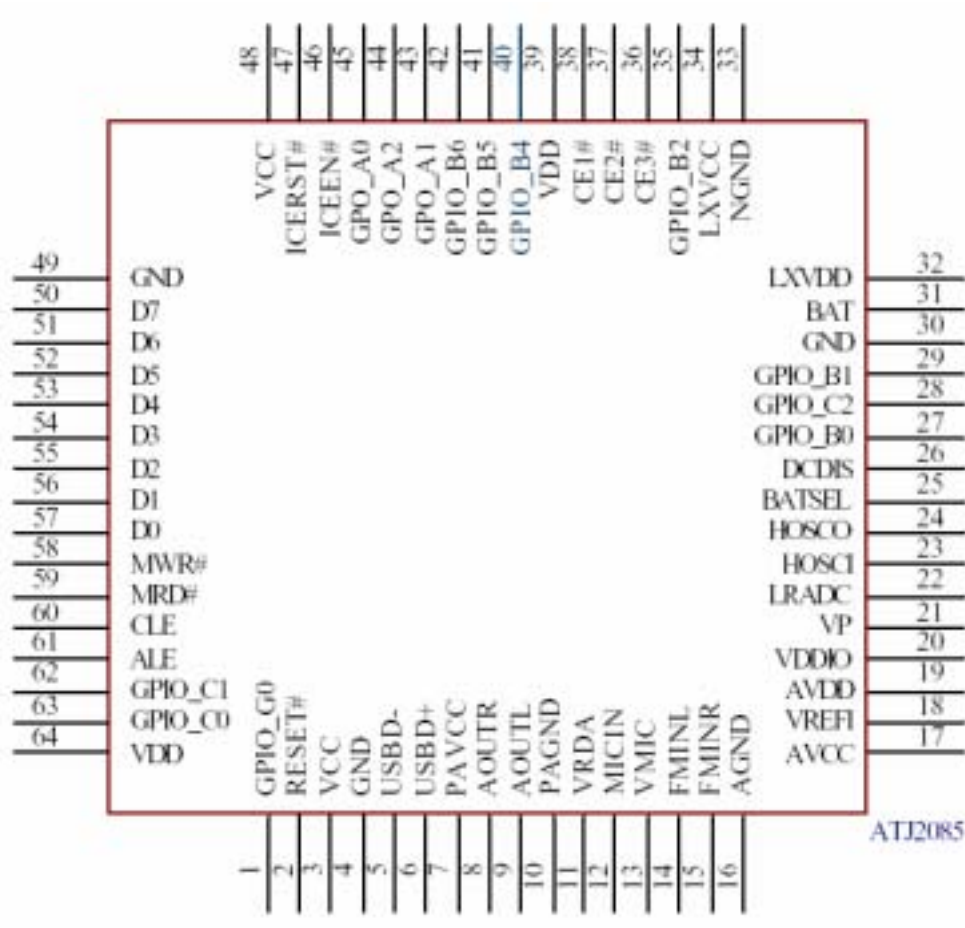 48 47 46 45 44 43 42 41 40 39 38 37 36 35 34 33
VCC
ICERST#
ICEEN#
GPO_A0
GPO_A2
GPO_A1
GPIO_B6
GPIO_B5
GPIO_B4
VDD
CE1#
CE2#
CE3#
GPIO_B2
LXVCC
NGND
49 GND
50 D7
51 D6
52 D5
53 D4
54 D3
55 D2
56 D1
57 D0
58 MWR#
59 MRD#
60 CLE
61 ALE
62 GPIO_C1
63 GPIO_C0
64 VDD
LXVDD 32
BAT 31
GND 30
GPIO_B1 29
GPIO_C2 28
GPIO_B0 27
DCDIS 26
BATSEL 25
HOSCO 24
HOSCI 23
LRADC 22
VP 21
VDDIO 20
AVDD 19
VREFI 18
AVCC 17
GPIO_G0
RESET#
VCC
GND
USBD-
USBD+
PAVCC
AOUTR
AOUTL
PAGND
VRDA
MICIN
VMIC
FMINL
FMINR
AGND
1 2 3 4 5 6 7 8 9 10 11 12 13 14 15 16
ATJ2085